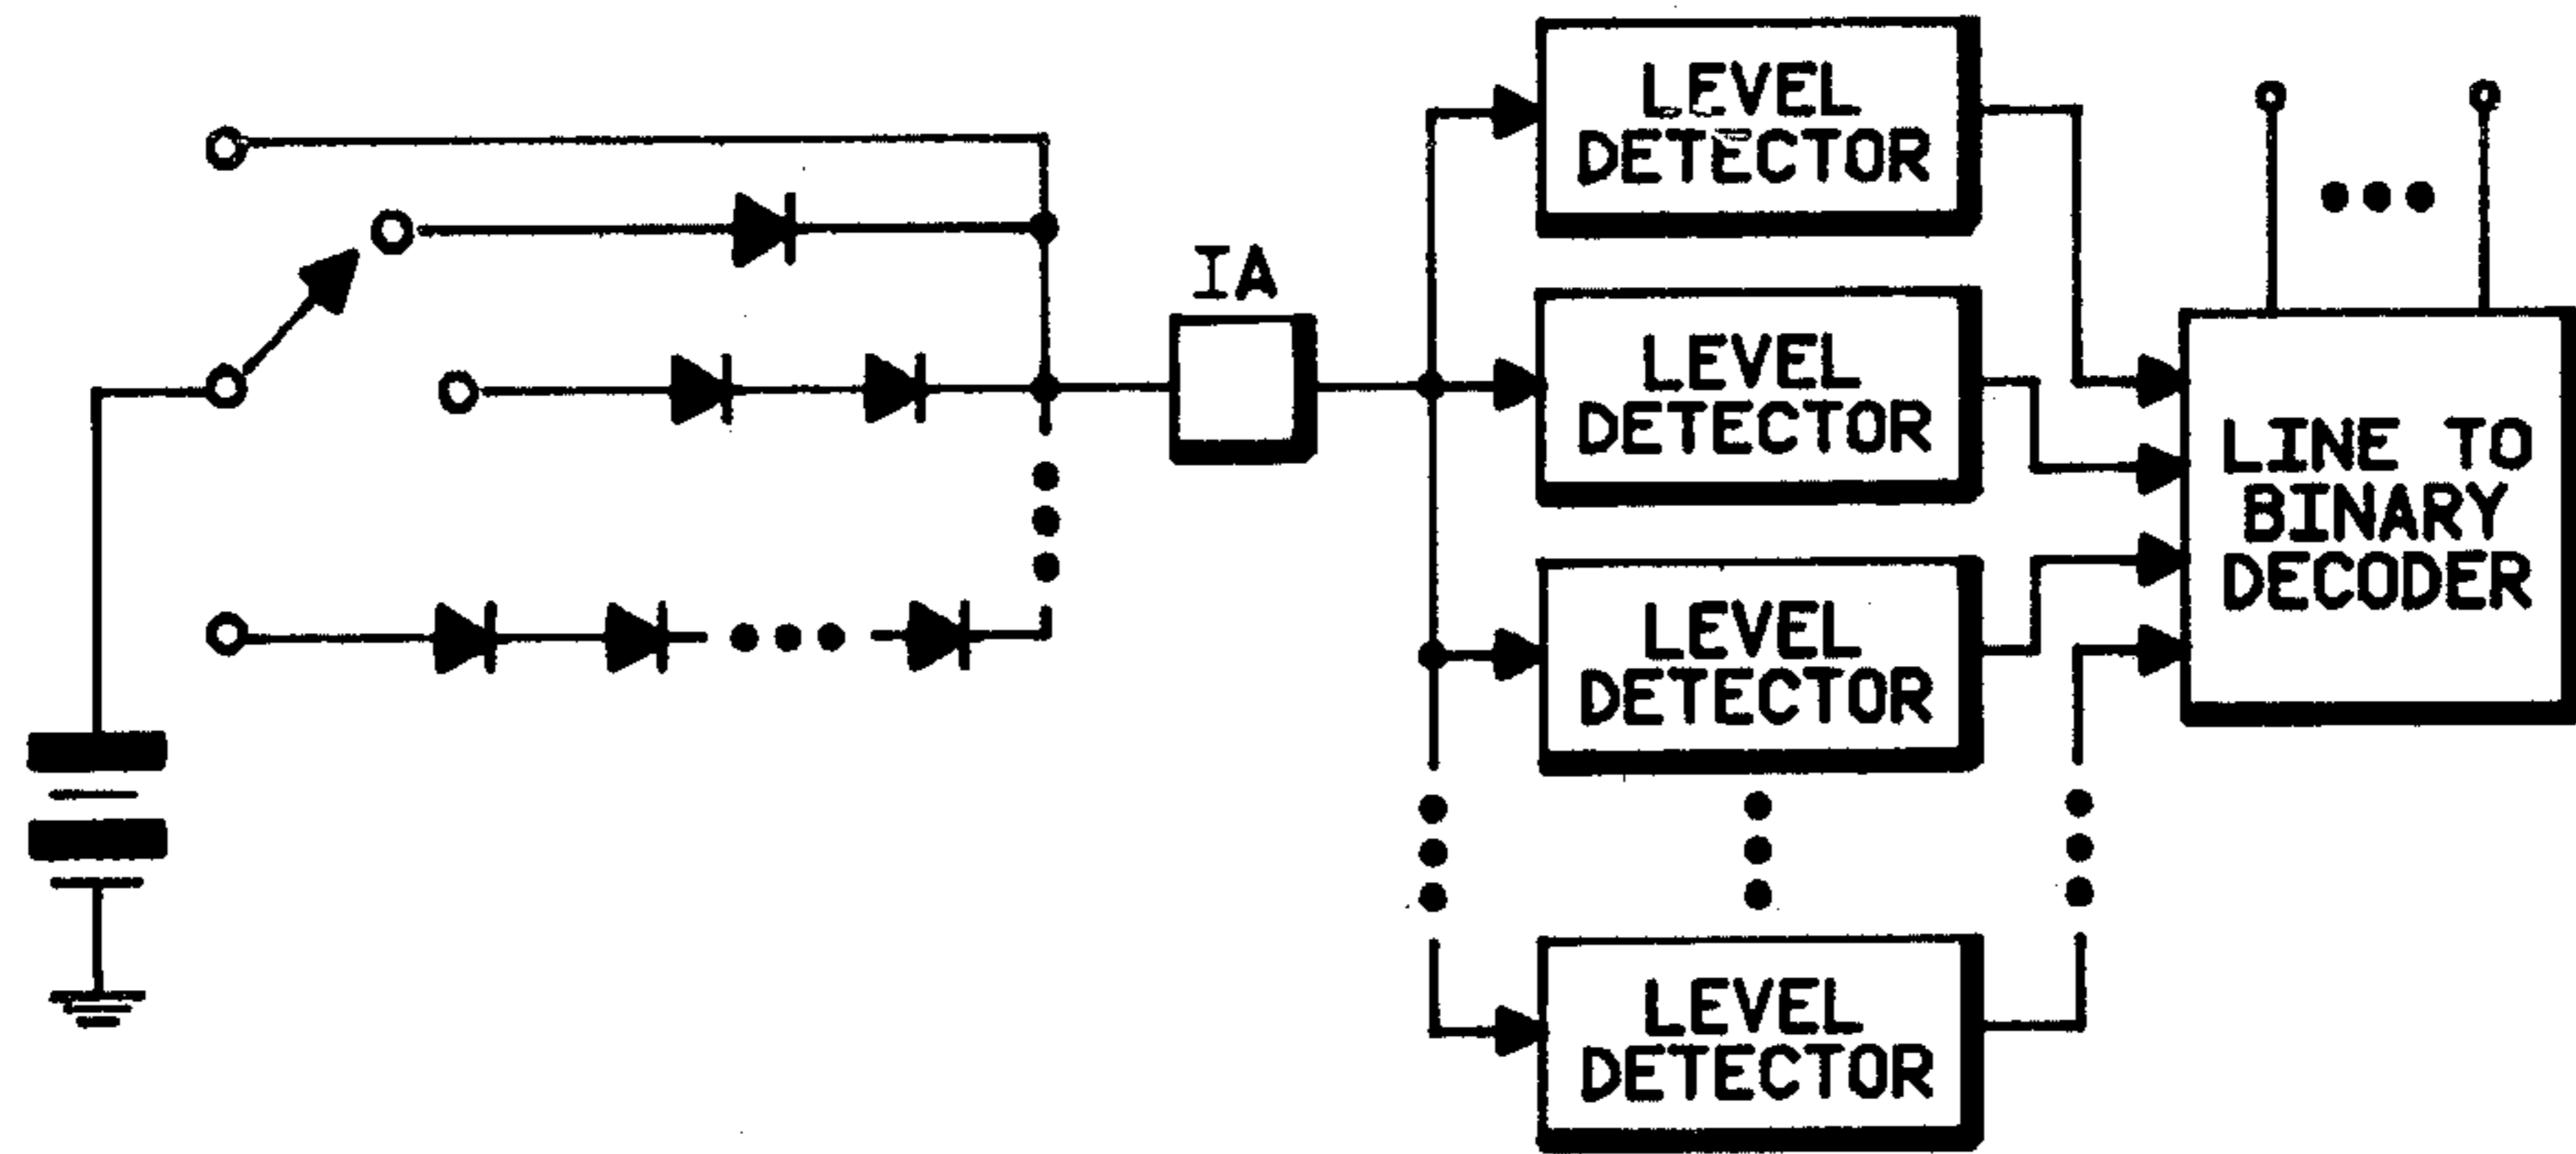 LEVEL
DETECTOR
IA
LEVEL
DETECTOR
LINE TO
BINARY
DECODER
LEVEL
DETECTOR
LEVEL
DETECTOR